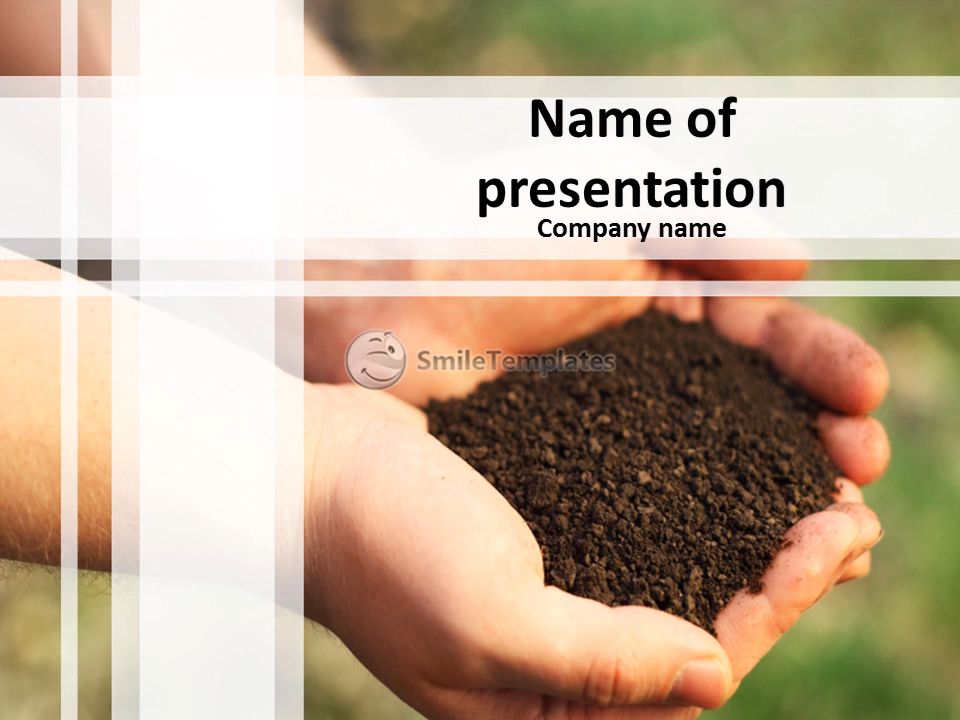 Name of
presentation
Company name
SmileTemplates